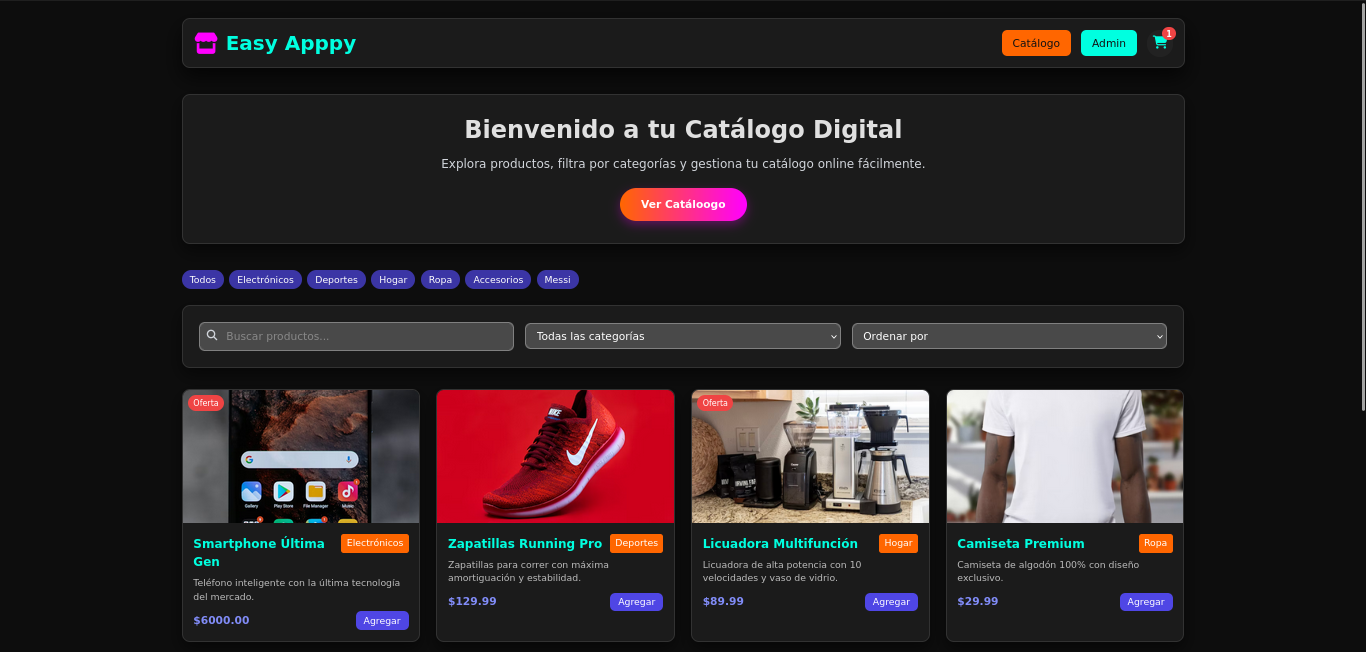 Easy Apppy
Catálogo
Admin
1
Bienvenido a tu Catálogo Digital
Explora productos, filtra por categorías y gestiona tu catálogo online fácilmente.
Ver Catáloogo
Todos
Electrónicos
Deportes
Hogar
Ropa
Accesorios
Messi
Buscar productos...
Todas las categorías
Ordenar por
Oferta
G
Gallery
Play Store
File Manager
Music
NIKE
Oferta
Smartphone Última
Gen
Electrónicos
Teléfono inteligente con la última tecnología
del mercado.
$6000.00
Agregar
Zapatillas Running Pro
Deportes
Zapatillas para correr con máxima
amortiguación y estabilidad.
$129.99
Agregar
Licuadora Multifunción
Hogar
Licuadora de alta potencia con 10
velocidades y vaso de vidrio.
$89.99
Agregar
Camiseta Premium
Ropa
Camiseta de algodón 100% con diseño
exclusivo.
$29.99
Agregar